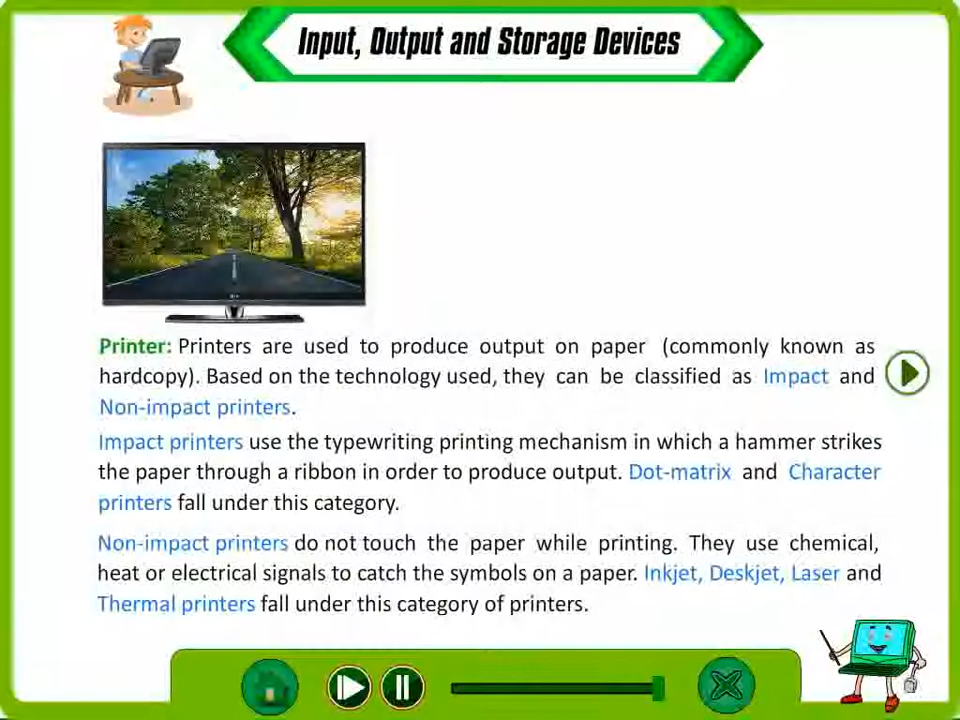 Input, Output and Storage Devices
Printer: Printers are used to produce output on paper (commonly known as
hardcopy). Based on the technology used, they can be classified as Impact and
Non-impact printers.
Impact printers use the typewriting printing mechanism in which a hammer strikes
the paper through a ribbon in order to produce output. Dot-matrix and Character
printers fall under this category.
Non-impact printers do not touch the paper while printing. They use chemical,
heat or electrical signals to catch the symbols on a paper. Inkjet, Deskjet, Laser and
Thermal printers fall under this category of printers.